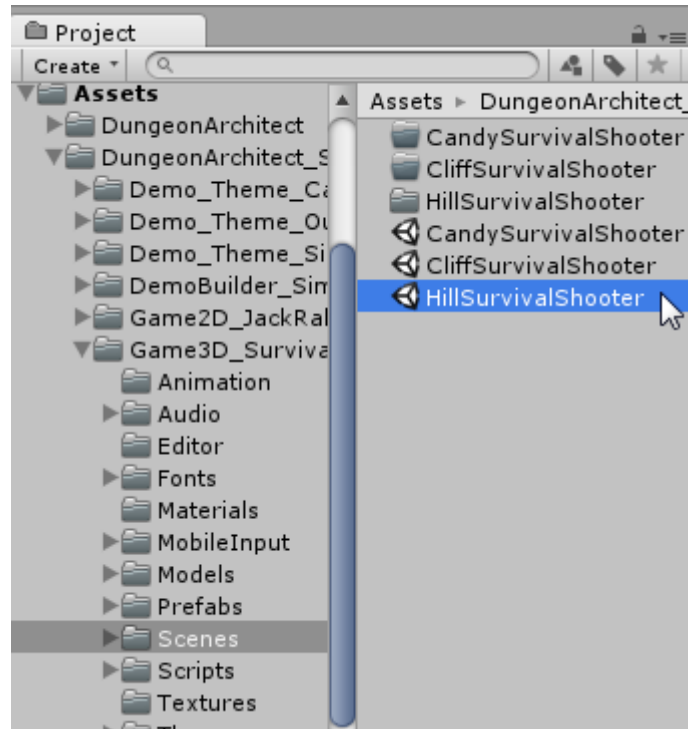 Project
Create
Assets
DungeonArchitect
DungeonArchitect_S
Demo_Theme_Ca
Demo_Theme_Ou
Demo_Theme_Si
DemoBuilder_Sim
Game2D_JackRal
Game3D_Surviva
Animation
Audio
Editor
Fonts
Materials
MobileInput
Models
Prefabs
Scenes
Scripts
Textures
Assets DungeonArchitect_
CandySurvivalShooter
CliffSurvivalShooter
HillSurvivalShooter
CandySurvivalShooter
CliffSurvivalShooter
HillSurvivalShooter